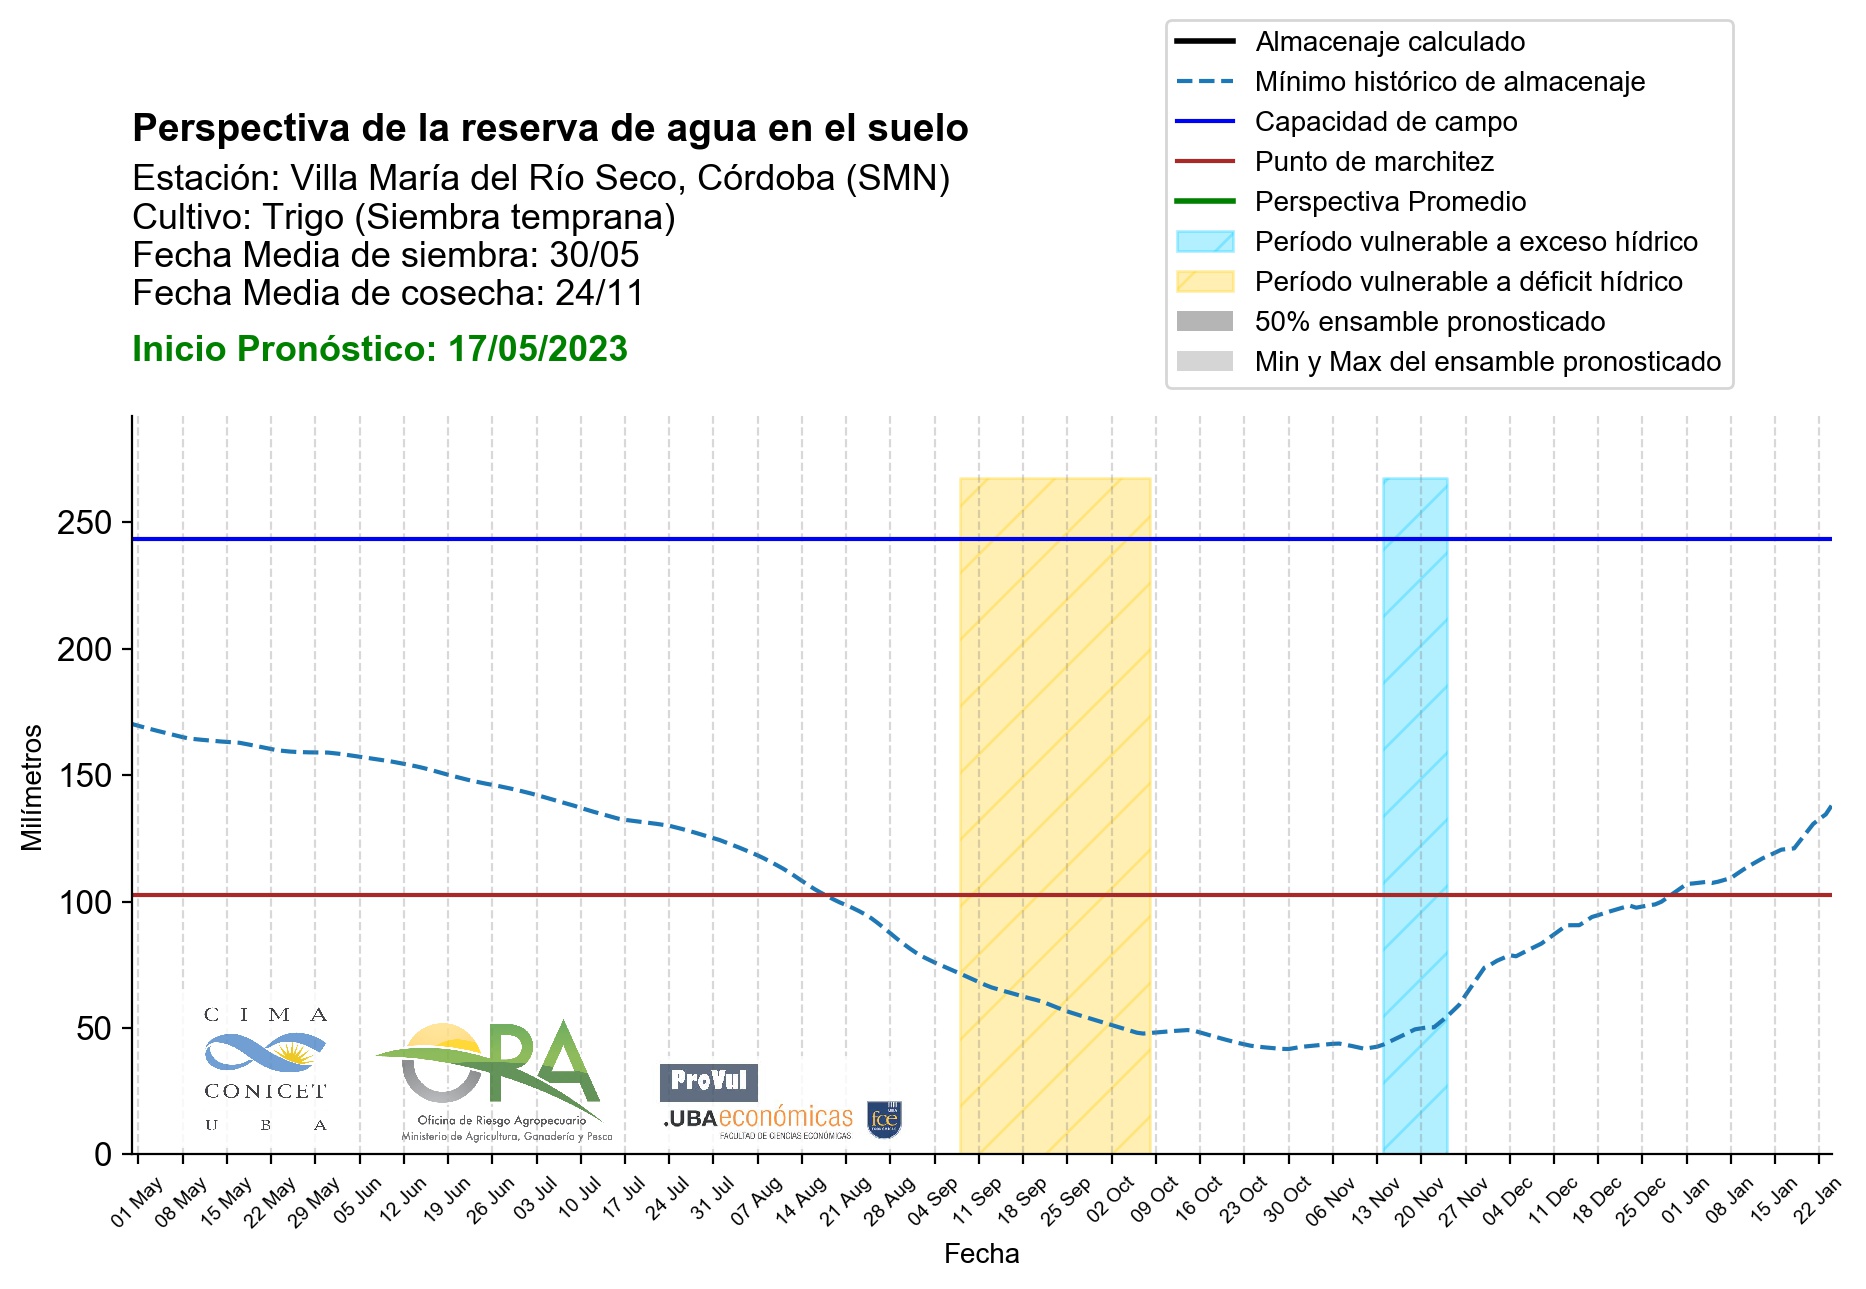 Almacenaje calculado
Mínimo histórico de almacenaje
Capacidad de campo
Punto de marchitez
Perspectiva Promedio
Período vulnerable a exceso hídrico
Período vulnerable a déficit hídrico
50% ensamble pronosticado
Min y Max del ensamble pronosticado
Perspectiva de la reserva de agua en el suelo
Estación: Villa María del Río Seco, Córdoba (SMN)
Cultivo: Trigo (Siembra temprana)
Fecha Media de siembra: 30/05
Fecha Media de cosecha: 24/11
Inicio Pronóstico: 17/05/2023
Milímetros
250
200
150
100
50
0
CIMA
CONICET
UBA
ORA
Oficina de Riesgo Agropecuario
Ministerio de Agricultura, Ganadería y Pesca
ProVul
.UBAeconómicas
FACULTAD DE CIENCIAS ECONÓMICAS
fce
01 May
08 May
15 May
22 May
29 May
05 Jun
12 Jun
19 Jun
26 Jun
03 Jul
10 Jul
17 Jul
24 Jul
31 Jul
07 Aug
14 Aug
21 Aug
28 Aug
04 Sep
11 Sep
18 Sep
25 Sep
02 Oct
09 Oct
16 Oct
23 Oct
30 Oct
06 Nov
13 Nov
20 Nov
27 Nov
04 Dec
11 Dec
18 Dec
25 Dec
01 Jan
08 Jan
15 Jan
22 Jan
Fecha